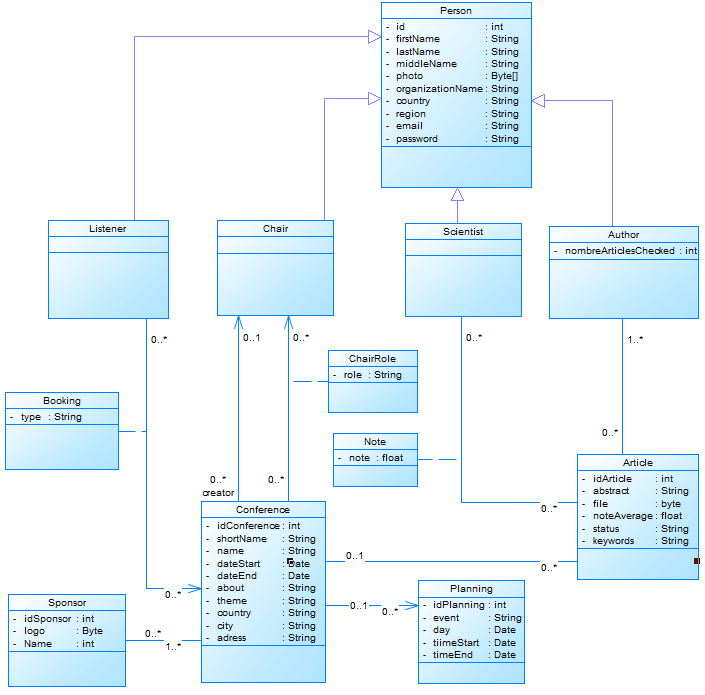 Person
- id : int
- firstName : String
- lastName : String
- middleName : String
- photo : Byte[]
- organizationName : String
- country : String
- region : String
- email : String
- password : String
Listener
Chair
Scientist
Author
- nombreArticlesChecked : int
0..*
0..1
0..*
0..*
1..*
ChairRole
- role : String
Booking
- type : String
Note
- note : float
0..*
0..*
0..*
creator
Article
- idArticle : int
- abstract : String
- file : byte
- noteAverage : float
- status : String
- keywords : String
0..*
Conference
- idConference : int
- shortName : String
- name : String
- dateStart : Date
- dateEnd : Date
- about : String
- theme : String
- country : String
- city : String
- adress : String
0..1
0..*
0..*
Planning
- idPlanning : int
- event : String
- day : Date
- tiimeStart : Date
- timeEnd : Date
0..1
0..*
Sponsor
- idSponsor : int
- logo : Byte
- Name : int
0..*
1..*